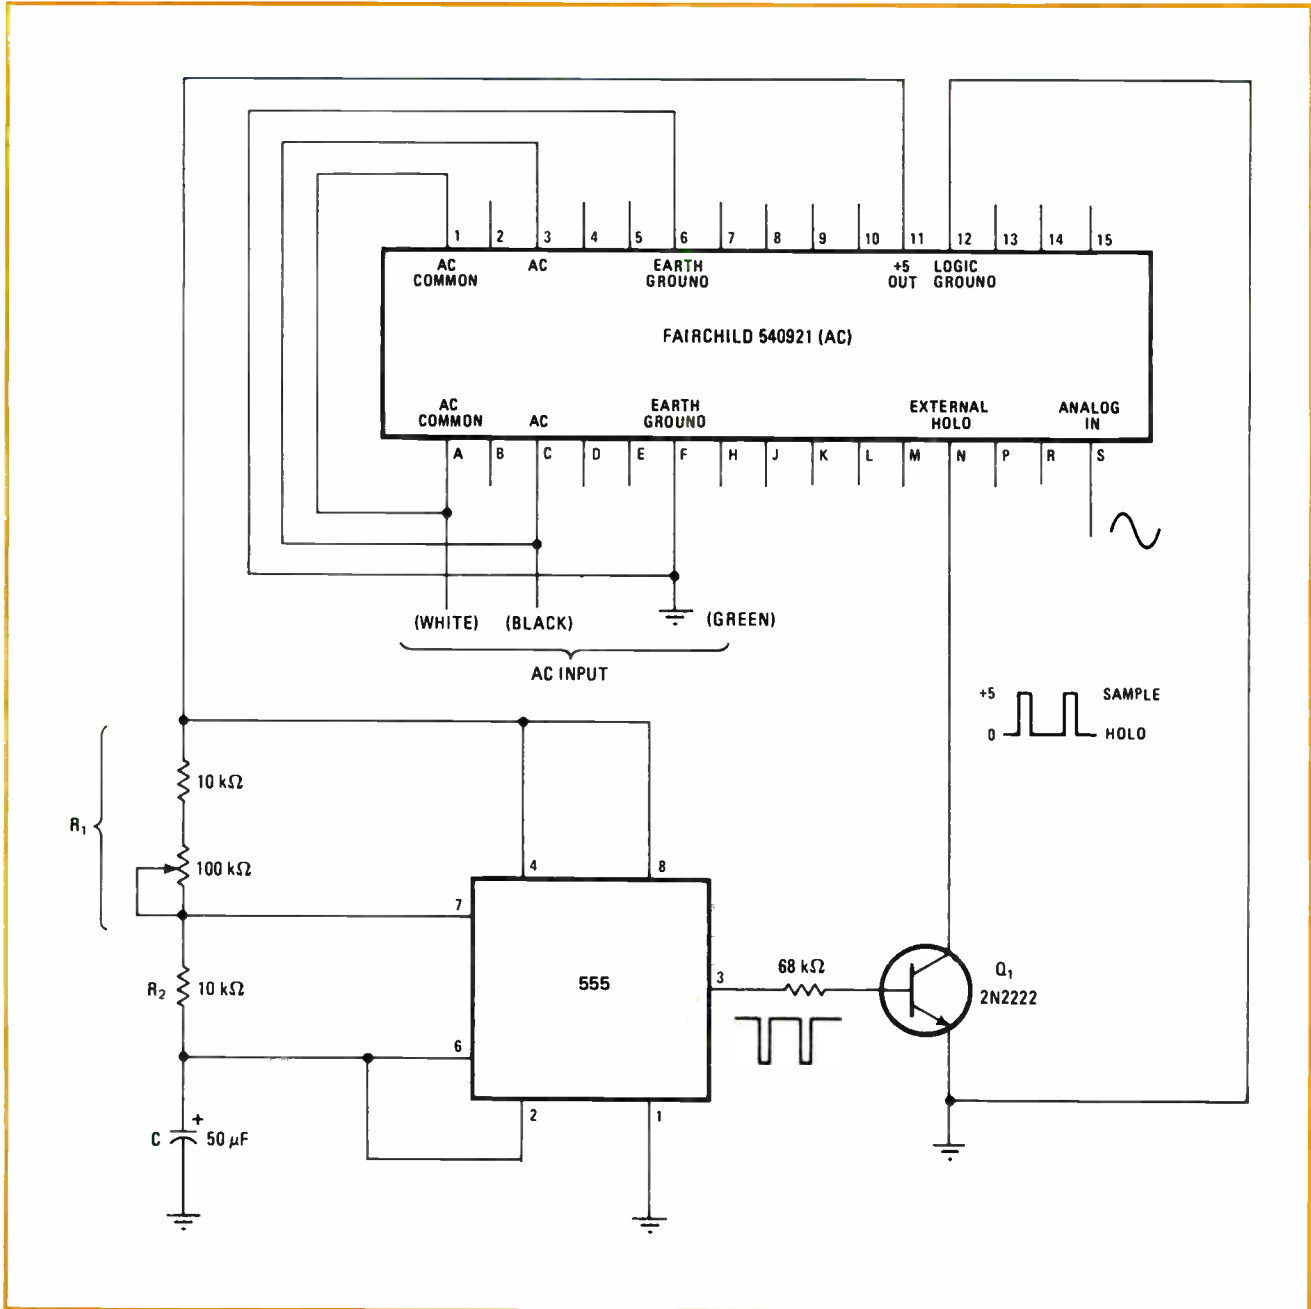 1 2 3 4 5 6 7 8 9 10 11 12 13 14 15
AC COMMON
AC
EARTH GROUND
+5 OUT
LOGIC GROUND
FAIRCHILD 540921 (AC)
AC COMMON
AC
EARTH GROUND
EXTERNAL HOLO
ANALOG IN
A B C D E F H J K L M N P R S
(WHITE) (BLACK) (GREEN)
AC INPUT
+5 SAMPLE
0 HOLO
10 kΩ
R₁
100 kΩ
4 8
7
R₂ 10 kΩ
555
3
68 kΩ
Q₁
2N2222
6
2 1
+
C 50 µF